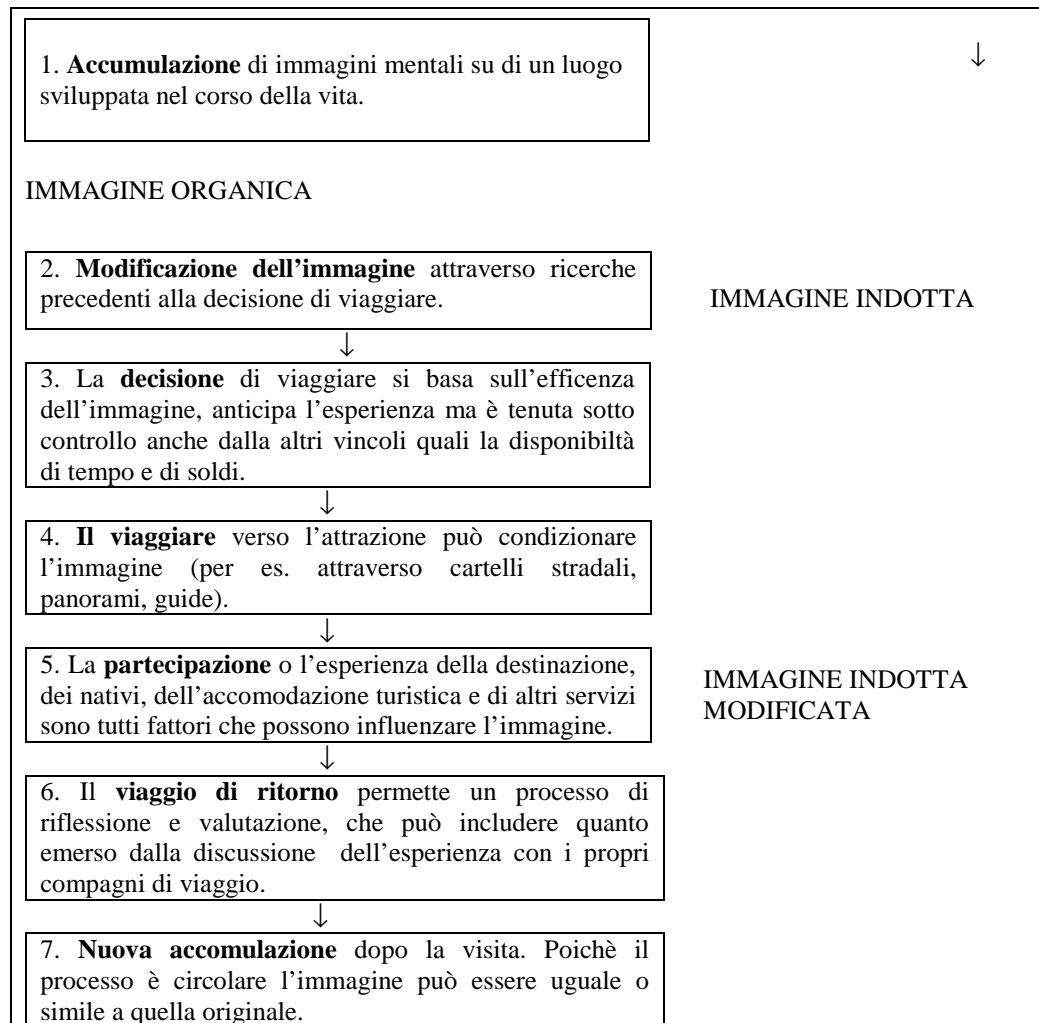 1. Accumulazione di immagini mentali su di un luogo
sviluppata nel corso della vita.
↓
IMMAGINE ORGANICA
2. Modificazione dell’immagine attraverso ricerche
precedenti alla decisione di viaggiare.
IMMAGINE INDOTTA
↓
3. La decisione di viaggiare si basa sull’efficenza
dell’immagine, anticipa l’esperienza ma è tenuta sotto
controllo anche dalla altri vincoli quali la disponibiltà
di tempo e di soldi.
↓
4. Il viaggiare verso l’attrazione può condizionare
l’immagine (per es. attraverso cartelli stradali,
panorami, guide).
↓
5. La partecipazione o l’esperienza della destinazione,
dei nativi, dell’accomodazione turistica e di altri servizi
sono tutti fattori che possono influenzare l’immagine.
IMMAGINE INDOTTA
MODIFICATA
↓
6. Il viaggio di ritorno permette un processo di
riflessione e valutazione, che può includere quanto
emerso dalla discussione dell’esperienza con i propri
compagni di viaggio.
↓
7. Nuova accomulazione dopo la visita. Poichè il
processo è circolare l’immagine può essere uguale o
simile a quella originale.